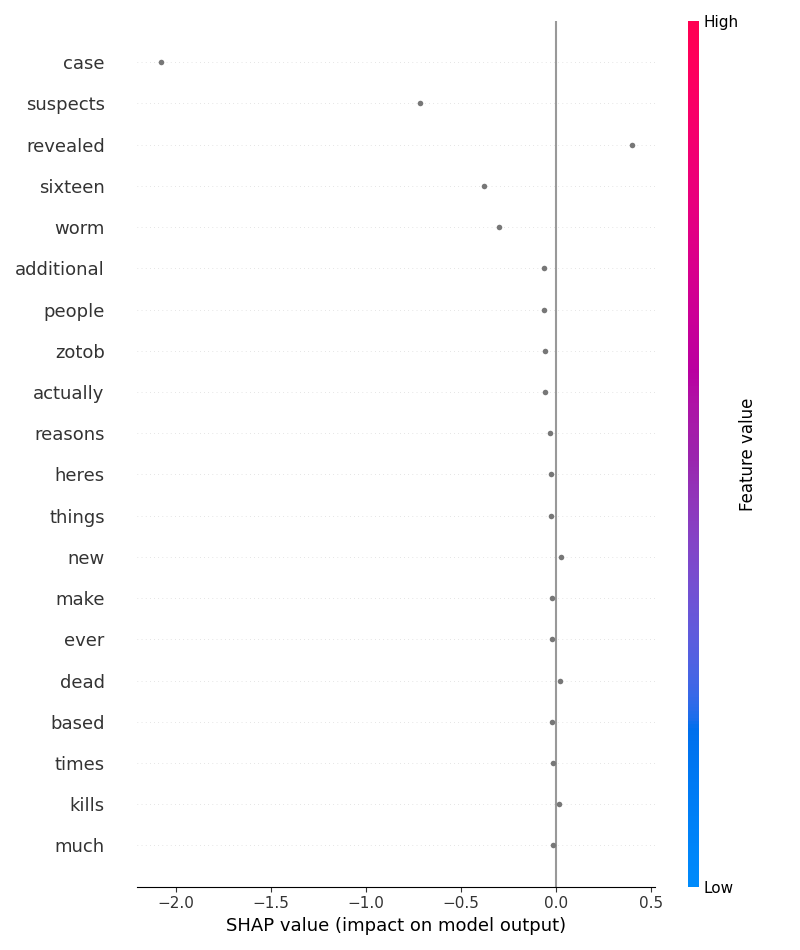 High
case
suspects
revealed
sixteen
worm
additional
people
zotob
actually
reasons
heres
things
new
make
ever
dead
based
times
kills
much
Feature value
Low
−2.0 −1.5 −1.0 −0.5 0.0 0.5
SHAP value (impact on model output)